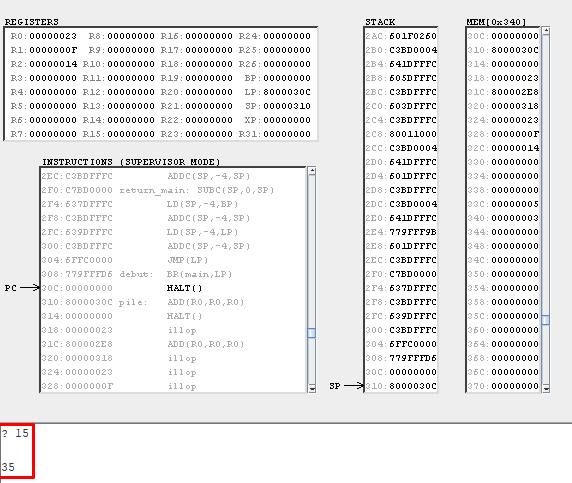 REGISTERS
R0:00000023 R8:00000000 R16:00000000 R24:00000000
R1:0000000F R9:00000000 R17:00000000 R25:00000000
R2:00000014 R10:00000000 R18:00000000 R26:00000000
R3:00000000 R11:00000000 R19:00000000 BP:00000000
R4:00000000 R12:00000000 R20:00000000 LP:8000030C
R5:00000000 R13:00000000 R21:00000000 SP:00000310
R6:00000000 R14:00000000 R22:00000000 XP:00000000
R7:00000000 R15:00000000 R23:00000000 R31:00000000
INSTRUCTIONS (SUPERVISOR MODE)
2EC:C3BDFFFC ADDC(SP,-4,SP)
2F0:C7BD0000 return_main: SUBC(SP,0,SP)
2F4:637DFFFC LD(SP,-4,BP)
2F8:C3BDFFFC ADDC(SP,-4,SP)
2FC:639DFFFC LD(SP,-4,LP)
300:C3BDFFFC ADDC(SP,-4,SP)
304:6FFC0000 JMP(LP)
308:779FFFD6 debut: BR(main,LP)
PC 30C:00000000 HALT()
310:8000030C pile: ADD(R0,R0,R0)
314:00000000 HALT()
318:00000023 illop
31C:800002E8 ADD(R0,R0,R0)
320:00000318 illop
324:00000023 illop
328:0000000F illop
STACK
2AC:601F0260
2B0:C3BD0004
2B4:641DFFFC
2B8:605DFFFC
2BC:C3BDFFFC
2C0:603DFFFC
2C4:C3BDFFFC
2C8:80011000
2CC:C3BD0004
2D0:641DFFFC
2D4:601DFFFC
2D8:C3BDFFFC
2DC:C3BD0004
2E0:641DFFFC
2E4:779FFF9B
2E8:601DFFFC
2EC:C3BDFFFC
2F0:C7BD0000
2F4:637DFFFC
2F8:C3BDFFFC
2FC:639DFFFC
300:C3BDFFFC
304:6FFC0000
308:779FFFD6
30C:00000000
SP 310:8000030C
MEM[0x340]
30C:00000000
310:8000030C
314:00000000
318:00000023
31C:800002E8
320:00000318
324:00000023
328:0000000F
32C:00000014
330:00000000
334:00000000
338:00000000
33C:00000005
340:00000003
344:00000000
348:00000000
34C:00000000
350:00000000
354:00000000
358:00000000
35C:00000000
360:00000000
364:00000000
368:00000000
36C:00000000
370:00000000
? 15
35